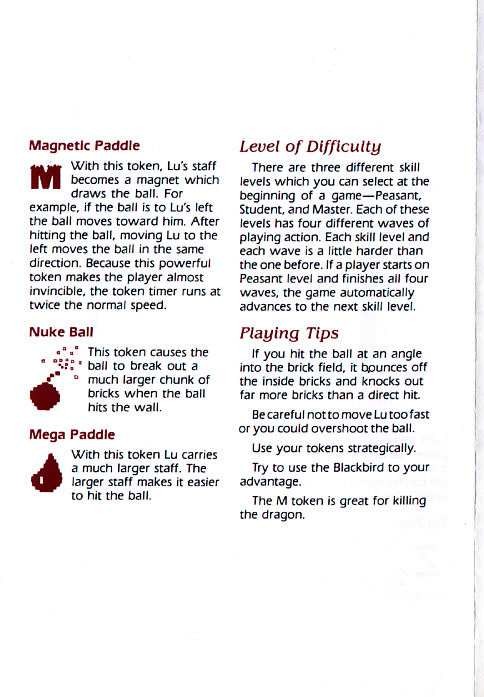 Magnetic Paddle
With this token, Lu's staff
becomes a magnet which
draws the ball. For
example, if the ball is to Lu's left
the ball moves toward him. After
hitting the ball, moving Lu to the
left moves the ball in the same
direction. Because this powerful
token makes the player almost
invincible, the token timer runs at
twice the normal speed.
Nuke Ball
This token causes the
ball to break out a
much larger chunk of
bricks when the ball
hits the wall.
Mega Paddle
With this token Lu carries
a much larger staff. The
larger staff makes it easier
to hit the ball.
Level of Difficulty
There are three different skill
levels which you can select at the
beginning of a game—Peasant,
Student, and Master. Each of these
levels has four different waves of
playing action. Each skill level and
each wave is a little harder than
the one before. If a player starts on
Peasant level and finishes all four
waves, the game automatically
advances to the next skill level.
Playing Tips
If you hit the ball at an angle
into the brick field, it bounces off
the inside bricks and knocks out
far more bricks than a direct hit.
Be careful not to move Lu too fast
or you could overshoot the ball.
Use your tokens strategically.
Try to use the Blackbird to your
advantage.
The M token is great for killing
the dragon.